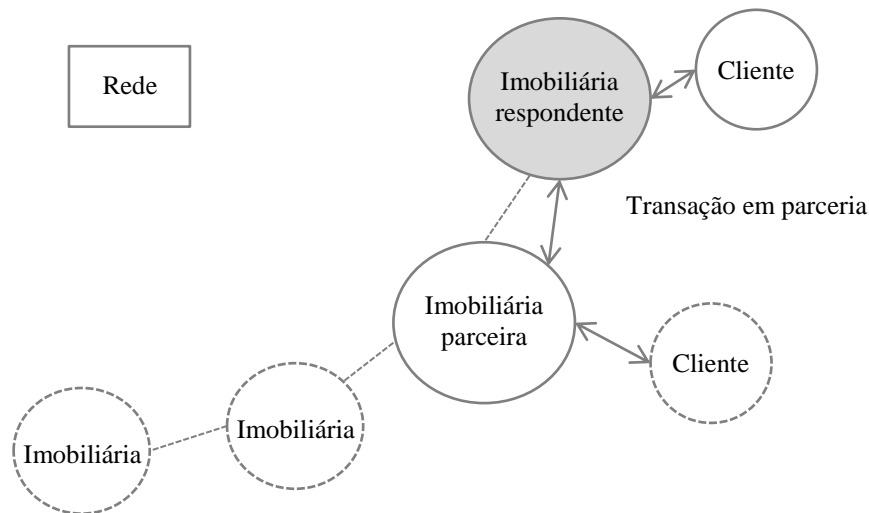 Rede
Imobiliária
respondente
Cliente
Transação em parceria
Imobiliária
parceira
Cliente
Imobiliária
Imobiliária